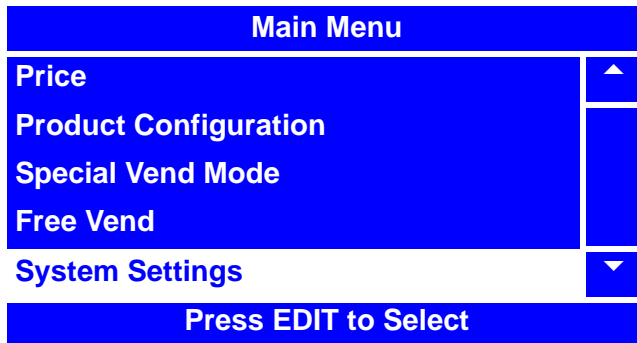 Main Menu
Price
Product Configuration
Special Vend Mode
Free Vend
System Settings
Press EDIT to Select